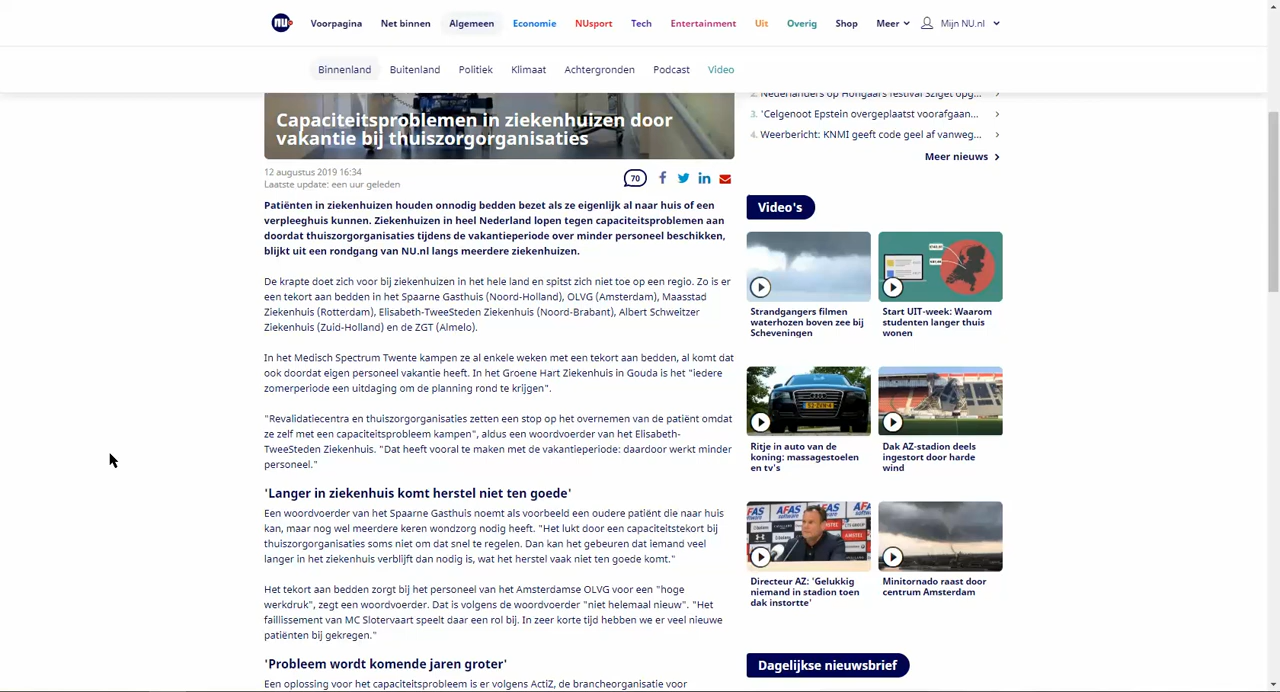 nu
Voorpagina Net binnen Algemeen Economie NUsport Tech Entertainment Uit Overig Shop Meer Mijn NU.nl
Binnenland Buitenland Politiek Klimaat Achtergronden Podcast Video
Capaciteitsproblemen in ziekenhuizen door
vakantie bij thuiszorgorganisaties
12 augustus 2019 16:34
Laatste update: een uur geleden
70
Patiënten in ziekenhuizen houden onnodig bedden bezet als ze eigenlijk al naar huis of een
verpleeghuis kunnen. Ziekenhuizen in heel Nederland lopen tegen capaciteitsproblemen aan
doordat thuiszorgorganisaties tijdens de vakantieperiode over minder personeel beschikken,
blijkt uit een rondgang van NU.nl langs meerdere ziekenhuizen.
De krapte doet zich voor bij ziekenhuizen in het hele land en spitst zich niet toe op een regio. Zo is er
een tekort aan bedden in het Spaarne Gasthuis (Noord-Holland), OLVG (Amsterdam), Maasstad
Ziekenhuis (Rotterdam), Elisabeth-TweeSteden Ziekenhuis (Noord-Brabant), Albert Schweitzer
Ziekenhuis (Zuid-Holland) en de ZGT (Almelo).
In het Medisch Spectrum Twente kampen ze al enkele weken met een tekort aan bedden, al komt dat
ook doordat eigen personeel vakantie heeft. In het Groene Hart Ziekenhuis in Gouda is het "iedere
zomerperiode een uitdaging om de planning rond te krijgen".
"Revalidatiecentra en thuiszorgorganisaties zetten een stop op het overnemen van de patiënt omdat
ze zelf met een capaciteitsprobleem kampen", aldus een woordvoerder van het Elisabeth-
TweeSteden Ziekenhuis. "Dat heeft vooral te maken met de vakantieperiode: daardoor werkt minder
personeel."
'Langer in ziekenhuis komt herstel niet ten goede'
Een woordvoerder van het Spaarne Gasthuis noemt als voorbeeld een oudere patiënt die naar huis
kan, maar nog wel meerdere keren wondzorg nodig heeft. "Het lukt door een capaciteitstekort bij
thuiszorgorganisaties soms niet om dat snel te regelen. Dan kan het gebeuren dat iemand veel
langer in het ziekenhuis verblijft dan nodig is, wat het herstel vaak niet ten goede komt."
Het tekort aan bedden zorgt bij het personeel van het Amsterdamse OLVG voor een "hoge
werkdruk", zegt een woordvoerder. Dat is volgens de woordvoerder "niet helemaal nieuw". "Het
faillissement van MC Slotervaart speelt daar een rol bij. In zeer korte tijd hebben we er veel nieuwe
patiënten bij gekregen."
'Probleem wordt komende jaren groter'
Een oplossing voor het capaciteitsprobleem is er volgens ActiZ, de brancheorganisatie voor
2. Nederlanders op Hongaars festival Sziget opg...
3. 'Celgenoot Epstein overgeplaatst voorafgaan...
4. Weerbericht: KNMI geeft code geel af vanweg...
Meer nieuws
Video's
Strandgangers filmen
waterhozen boven zee bij
Scheveningen
Start UIT-week: Waarom
studenten langer thuis
wonen
Ritje in auto van de
koning: massagestoelen
en tv's
Dak AZ-stadion deels
ingestort door harde
wind
AFAS
AFAS
Directeur AZ: 'Gelukkig
niemand in stadion toen
dak instortte'
Minitornado raast door
centrum Amsterdam
Dagelijkse nieuwsbrief